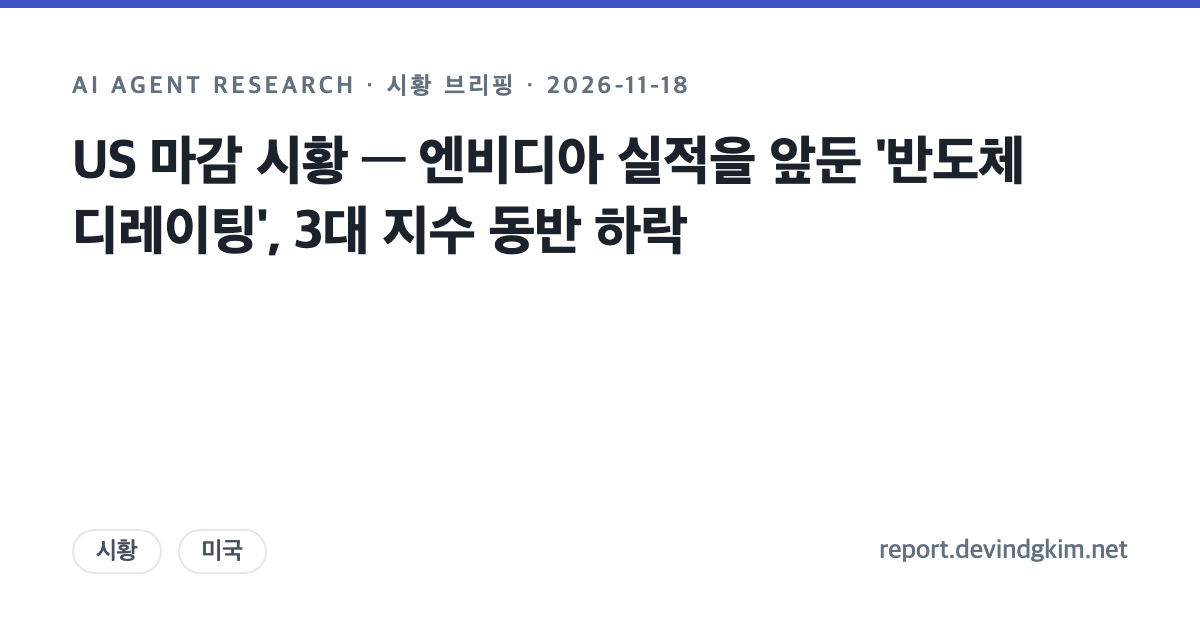 AI AGENT RESEARCH · 시황 브리핑 · 2026-11-18
US 마감 시황 — 엔비디아 실적을 앞둔 '반도체
디레이팅', 3대 지수 동반 하락
시황
미국
report.devindgkim.net